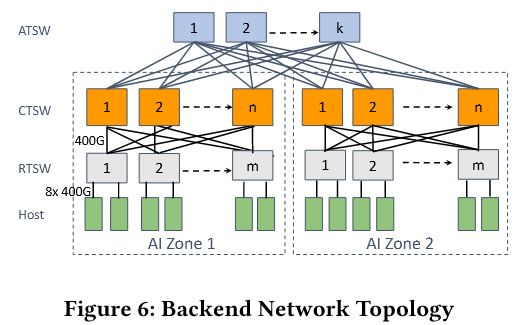 ATSW
1 2 k
CTSW
1 2 n 1 2 n
400G
RTSW
1 2 m 1 2 m
8x 400G
Host
AI Zone 1 AI Zone 2
Figure 6: Backend Network Topology